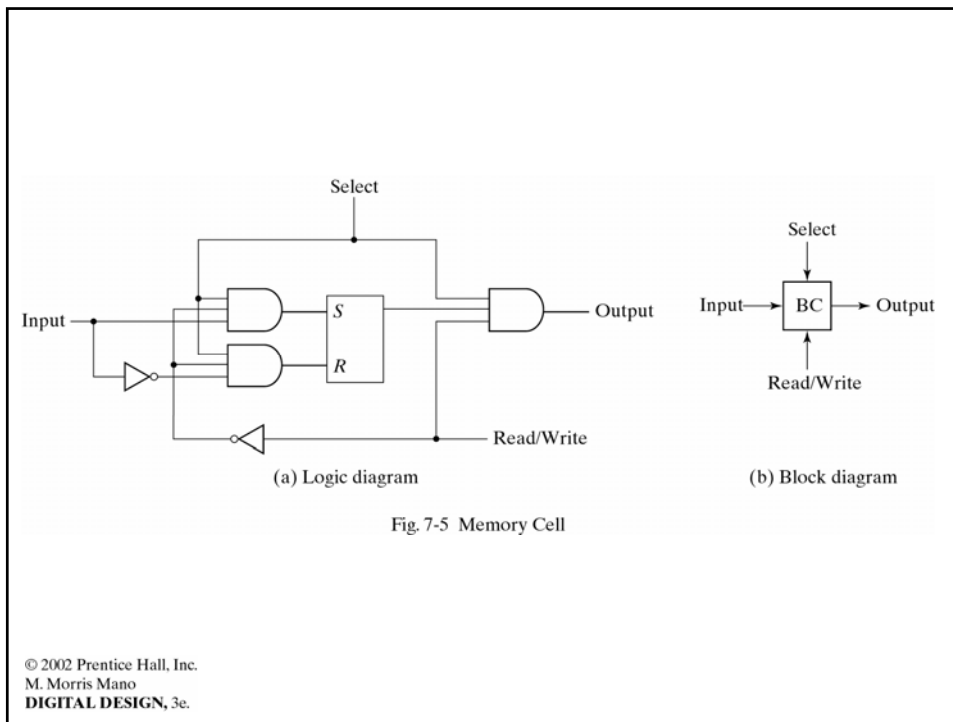 Select
Input
S
R
Output
Read/Write
(a) Logic diagram
Select
Input
BC
Output
Read/Write
(b) Block diagram
Fig. 7-5 Memory Cell
© 2002 Prentice Hall, Inc.
M. Morris Mano
DIGITAL DESIGN, 3e.